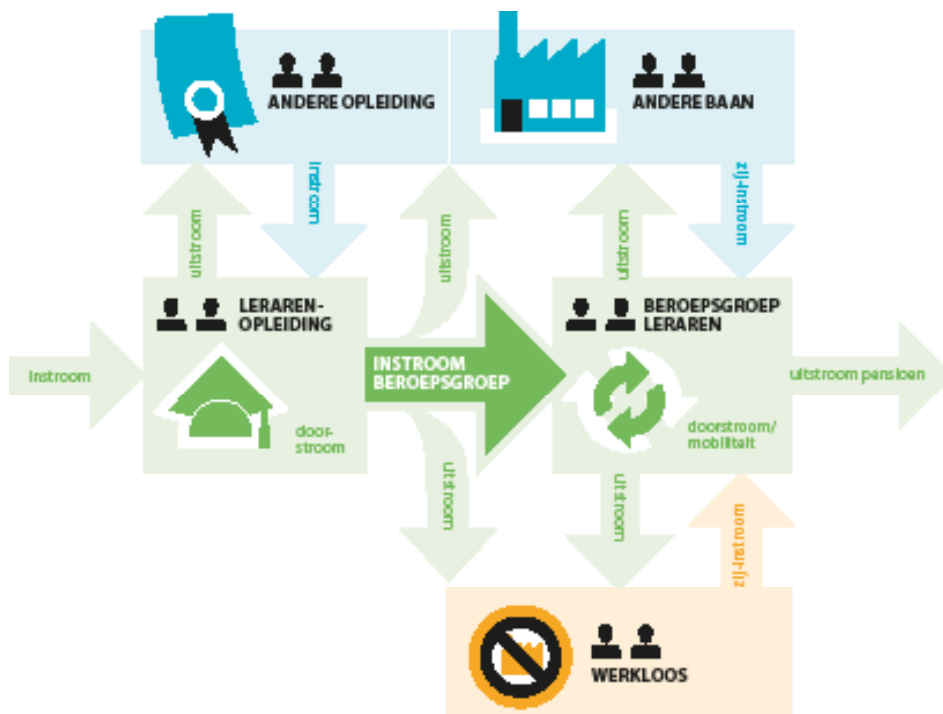 ANDERE OPLEIDING
ANDERE BAAN
uitstroom
instroom
uitstroom
uitstroom
zij-instroom
LERAREN-
OPLEIDING
BEROEPSGROEP
LERAREN
instroom
INSTROOM
BEROEPSGROEP
uitstroom pensioen
door-
stroom
doorstroom/
mobiliteit
uitstroom
uitstroom
zij-instroom
WERKLOOS